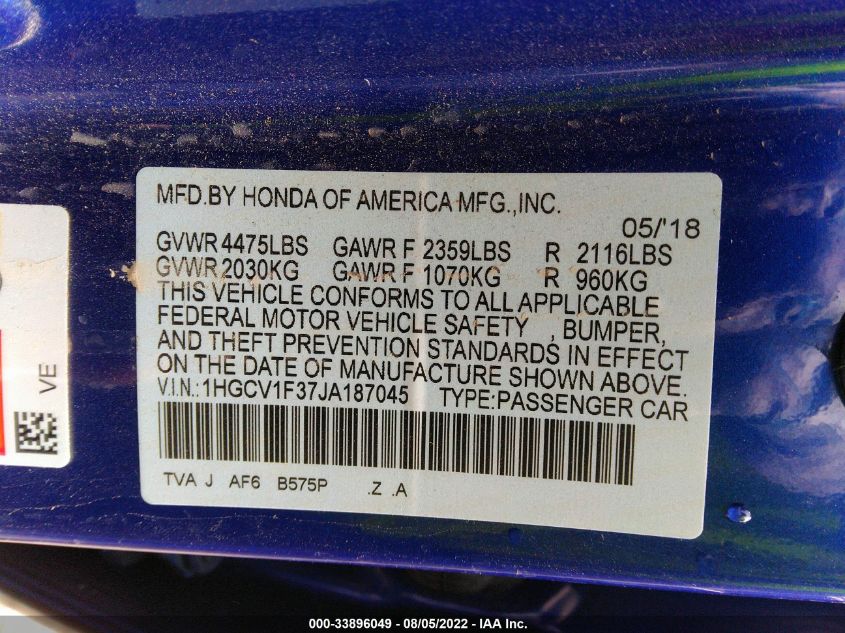 MFD.BY HONDA OF AMERICA MFG.,INC.
05/'18
GVWR 4475LBS GAWR F 2359LBS R 2116LBS
GVWR 2030KG GAWR F 1070KG R 960KG
THIS VEHICLE CONFORMS TO ALL APPLICABLE
FEDERAL MOTOR VEHICLE SAFETY , BUMPER,
AND THEFT PREVENTION STANDARDS IN EFFECT
ON THE DATE OF MANUFACTURE SHOWN ABOVE.
V.I.N.:1HGCV1F37JA187045 TYPE:PASSENGER CAR
TVA J AF6 B575P .Z .A
VE
000-33896049 - 08/05/2022 - IAA Inc.